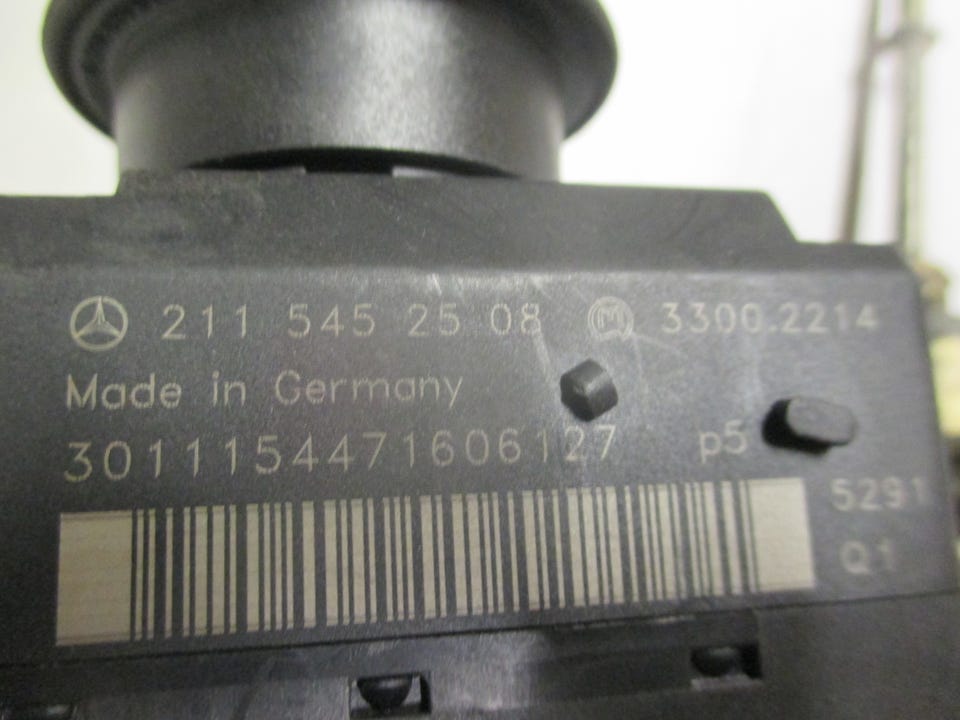 211 545 25 08 M 3300.2214
Made in Germany
3011154471606127 p5
5291
Q1